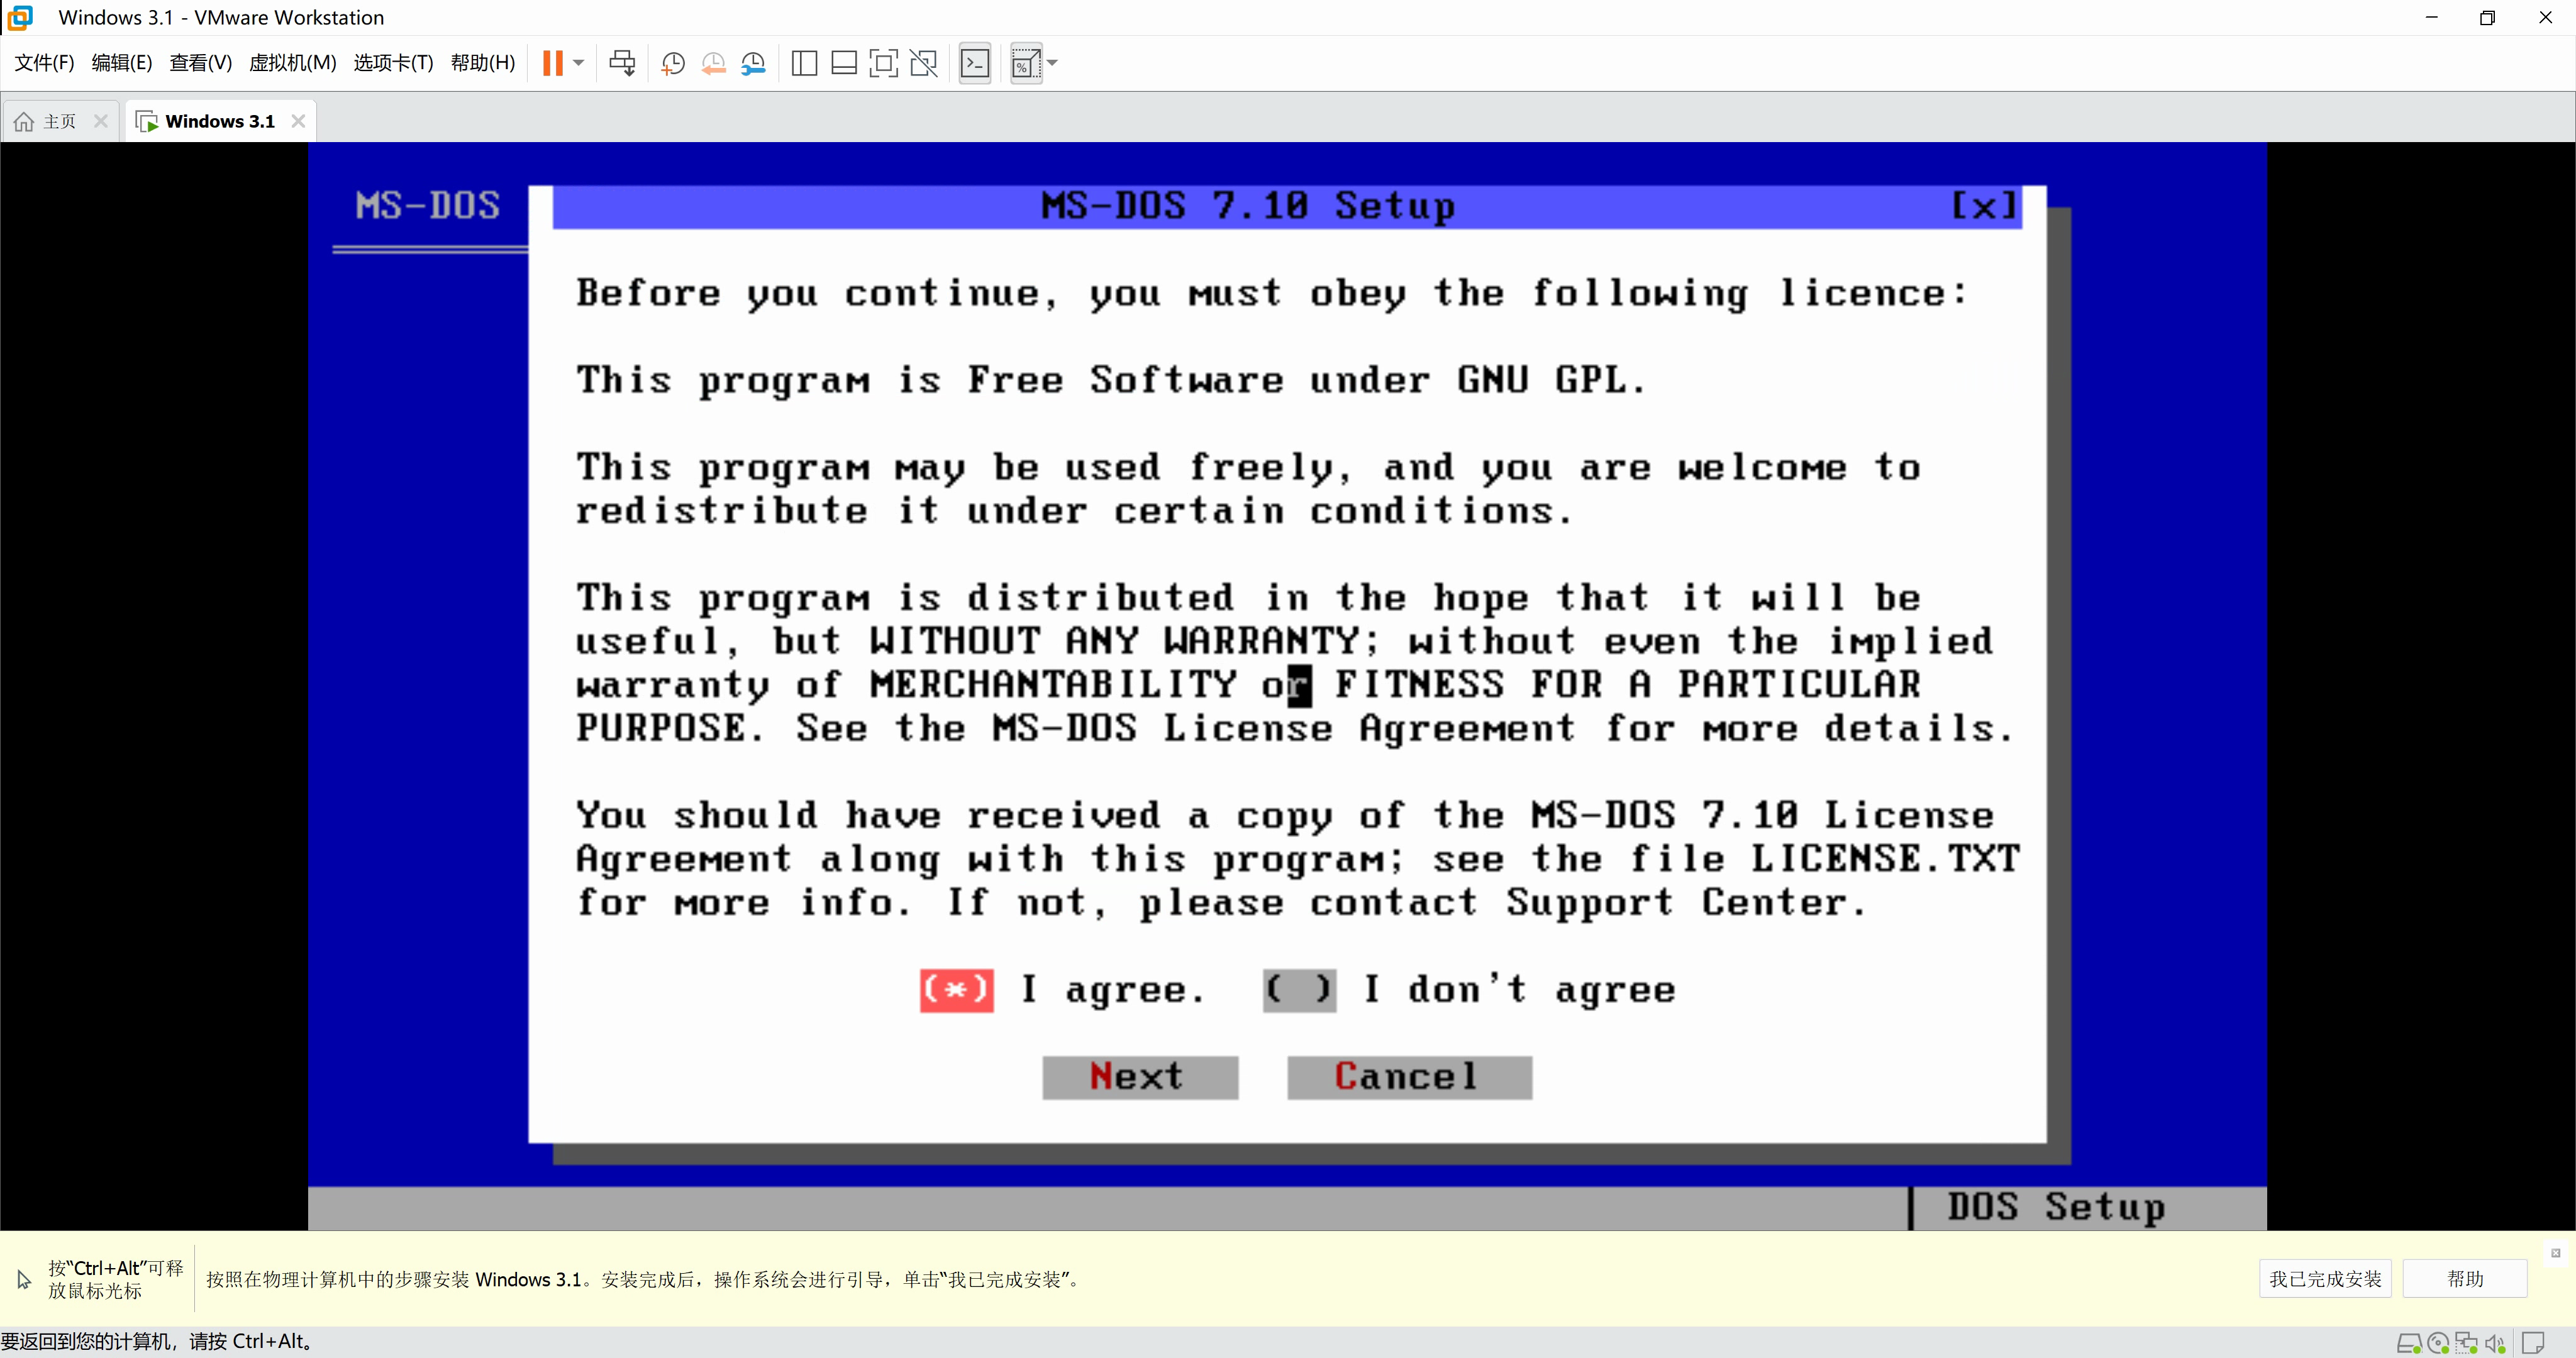 Windows 3.1 - VMware Workstation
文件(F) 编辑(E) 查看(V) 虚拟机(M) 选项卡(T) 帮助(H)
主页 Windows 3.1
MS-DOS
MS-DOS 7.10 Setup [x]
Before you continue, you must obey the following licence:
This program is Free Software under GNU GPL.
This program may be used freely, and you are welcome to
redistribute it under certain conditions.
This program is distributed in the hope that it will be
useful, but WITHOUT ANY WARRANTY; without even the implied
warranty of MERCHANTABILITY or FITNESS FOR A PARTICULAR
PURPOSE. See the MS-DOS License Agreement for more details.
You should have received a copy of the MS-DOS 7.10 License
Agreement along with this program; see the file LICENSE.TXT
for more info. If not, please contact Support Center.
(*) I agree. ( ) I don't agree
Next Cancel
DOS Setup
按“Ctrl+Alt”可释
放鼠标光标
按照在物理计算机中的步骤安装 Windows 3.1。安装完成后，操作系统会进行引导，单击“我已完成安装”。
我已完成安装 帮助
要返回到您的计算机，请按 Ctrl+Alt。